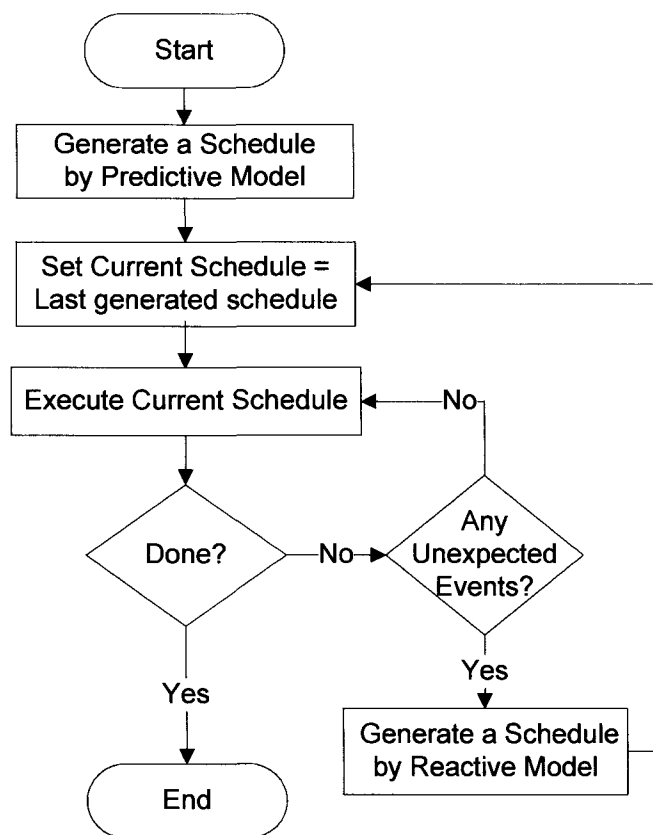 Start
Generate a Schedule
by Predictive Model
Set Current Schedule =
Last generated schedule
Execute Current Schedule
No
Done?
No
Any
Unexpected
Events?
Yes
Yes
Generate a Schedule
by Reactive Model
End